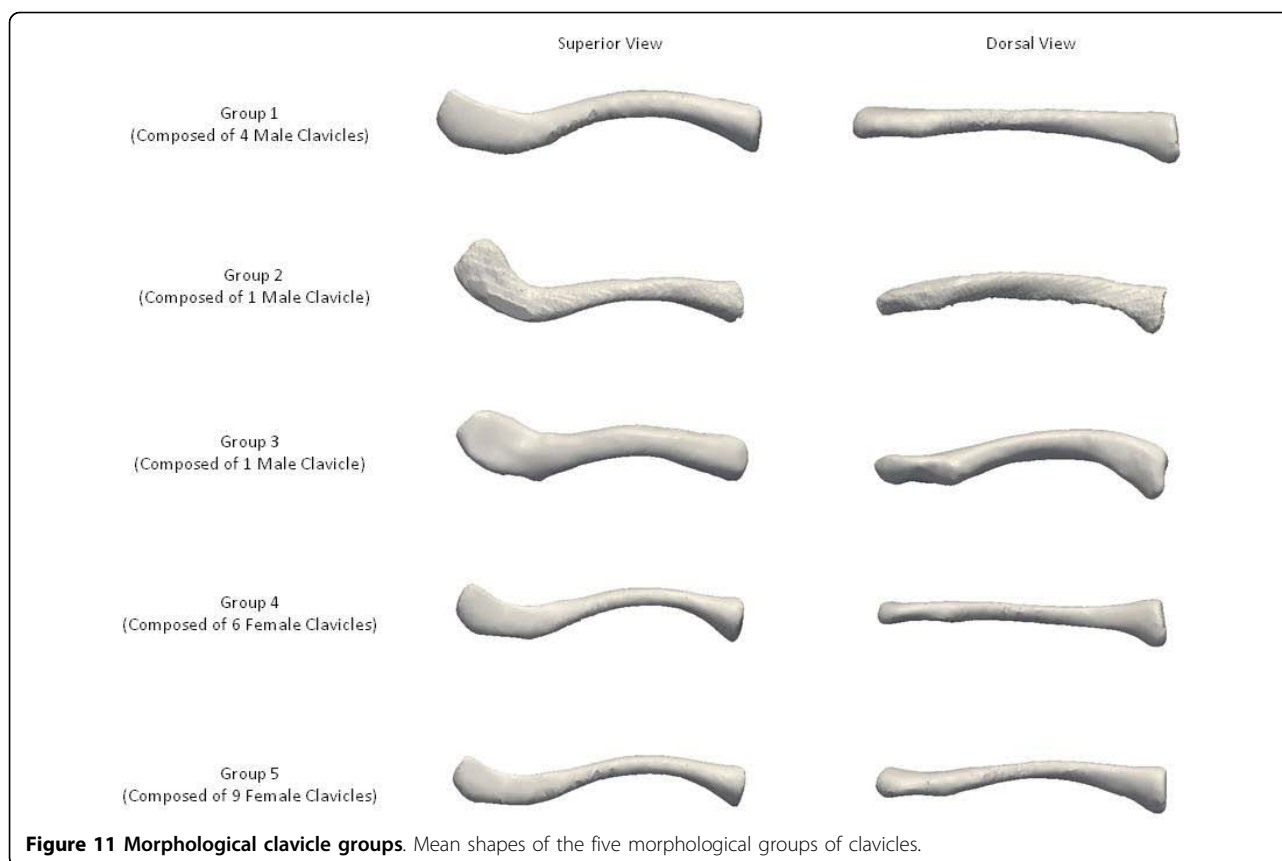 Superior View
Dorsal View
Group 1
(Composed of 4 Male Clavicles)
Group 2
(Composed of 1 Male Clavicle)
Group 3
(Composed of 1 Male Clavicle)
Group 4
(Composed of 6 Female Clavicles)
Group 5
(Composed of 9 Female Clavicles)
Figure 11 Morphological clavicle groups. Mean shapes of the five morphological groups of clavicles.